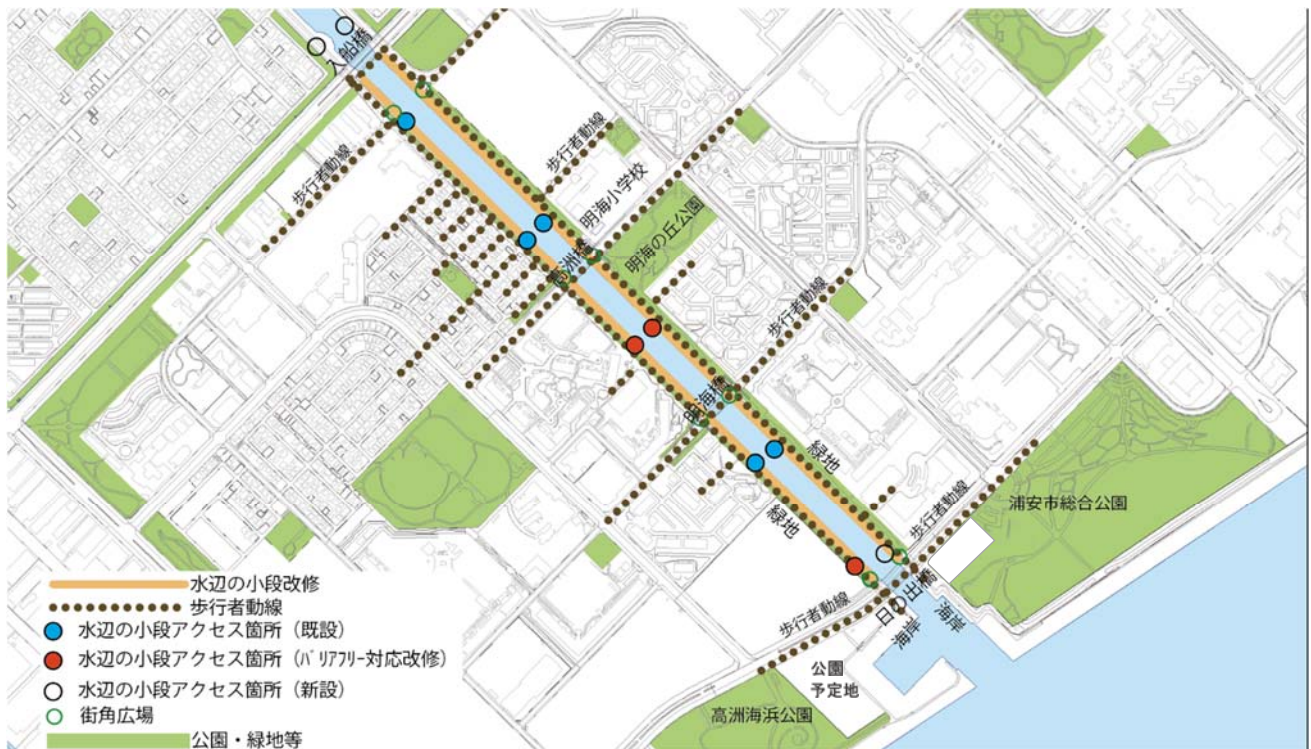 入船橋
歩行者動線
歩行者動線
明海小学校
高洲橋
明海の丘公園
歩行者動線
明海橋
緑地
緑地
歩行者動線
浦安市総合公園
歩行者動線
日の出橋
海岸
海岸
公園
予定地
高洲海浜公園
水辺の小段改修
歩行者動線
水辺の小段アクセス箇所（既設）
水辺の小段アクセス箇所（バリアフリー対応改修）
水辺の小段アクセス箇所（新設）
街角広場
公園・緑地等